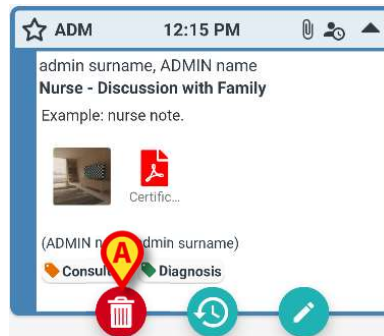 ADM 12:15 PM
admin surname, ADMIN name
Nurse - Discussion with Family
Example: nurse note.
Certific...
(ADMIN dmin surname)
A
Diagnosis